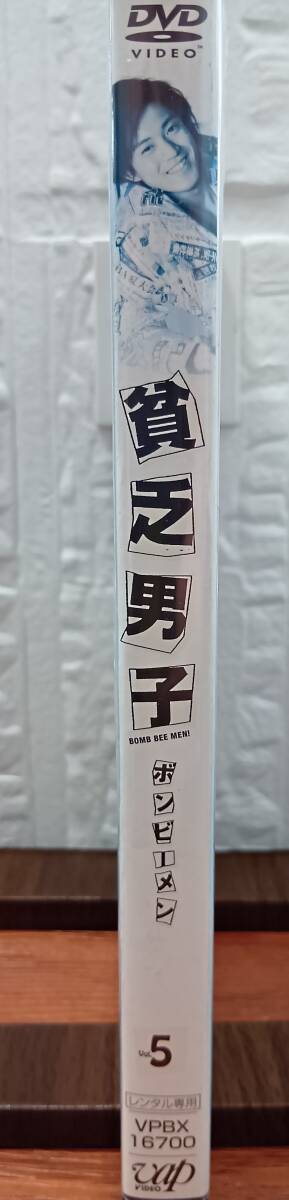 DVD
VIDEO™
貧乏男子
BOMB BEE MEN!
ボンビーメン
Vol.5
レンタル専用
VPBX
16700
vap
VIDEO